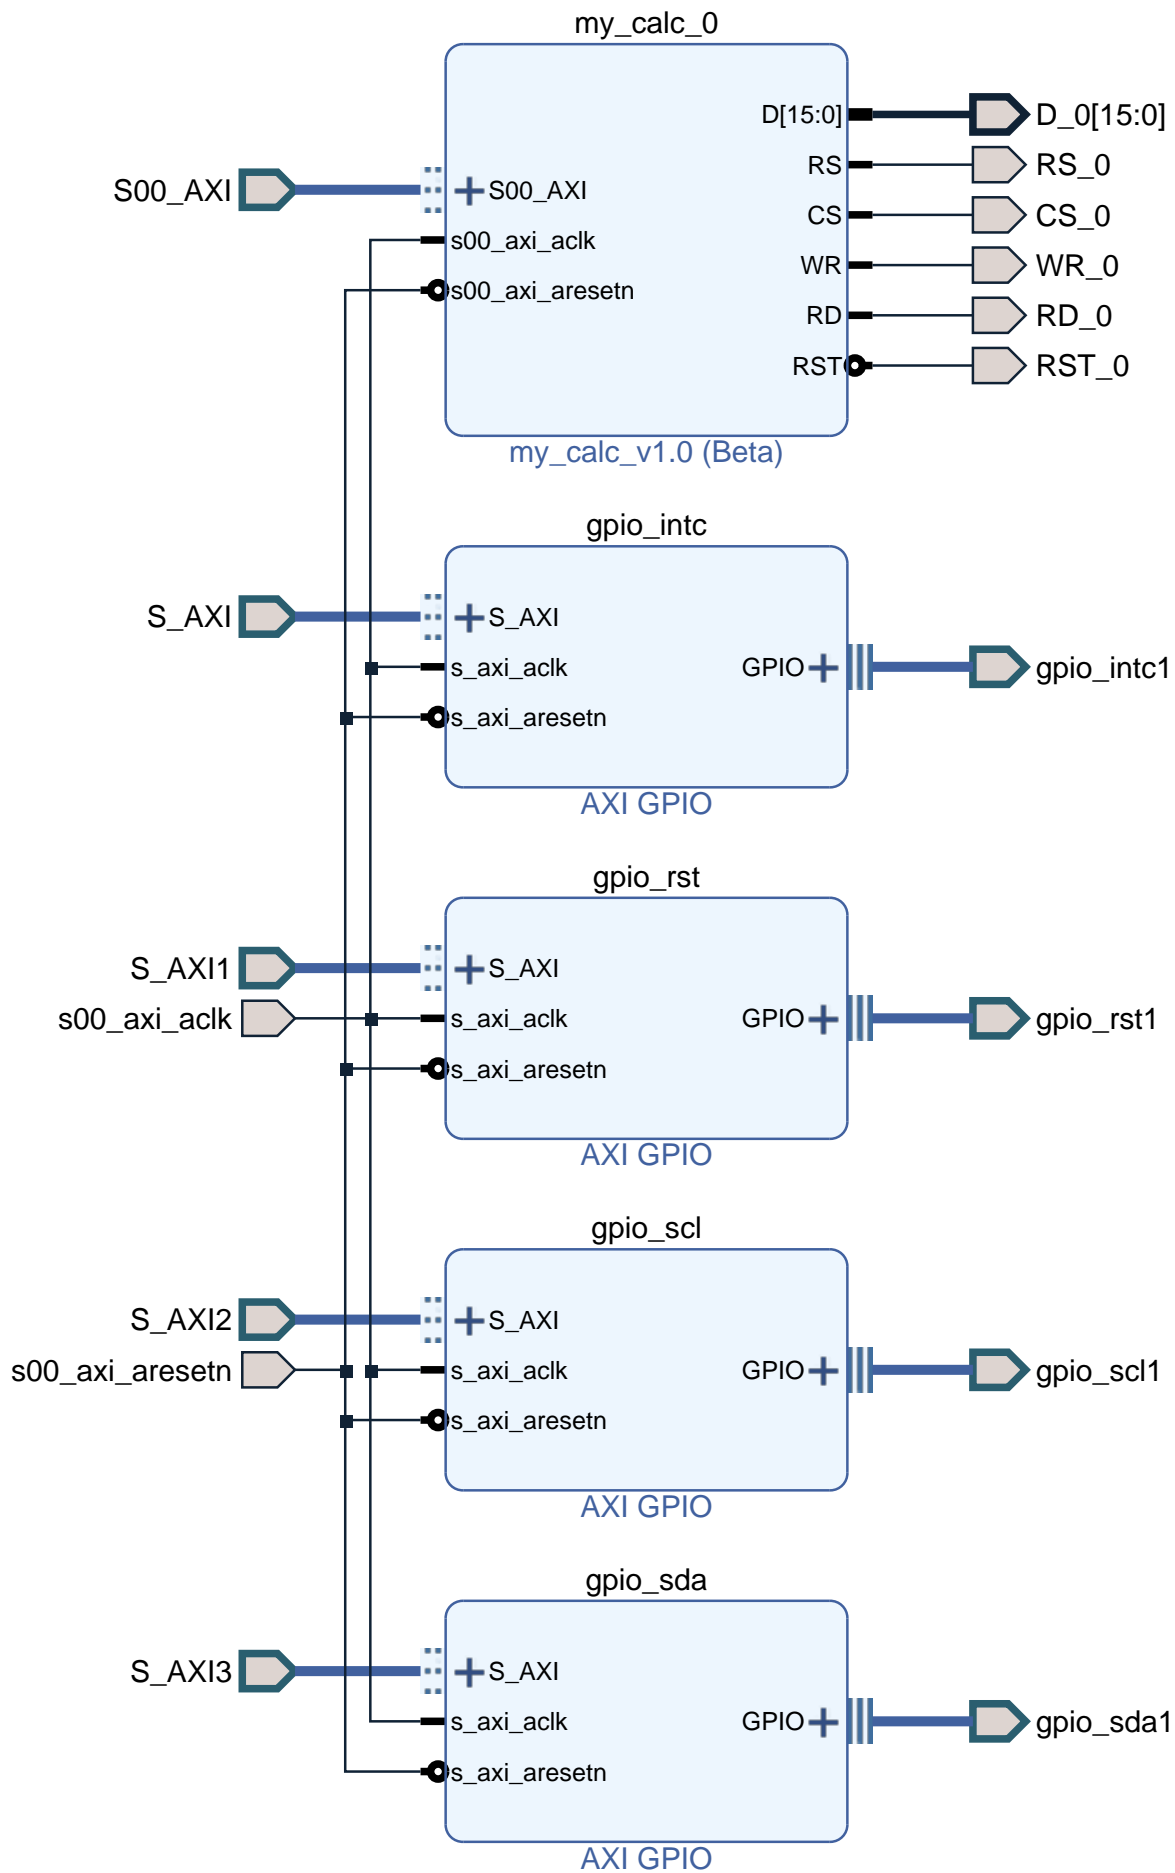 my_calc_0
D[15:0]
D_0[15:0]
RS
RS_0
S00_AXI
S00_AXI
CS
CS_0
s00_axi_aclk
WR
WR_0
s00_axi_aresetn
RD
RD_0
RST
RST_0
my_calc_v1.0 (Beta)
gpio_intc
S_AXI
S_AXI
s_axi_aclk
GPIO
gpio_intc1
s_axi_aresetn
AXI GPIO
gpio_rst
S_AXI1
S_AXI
s00_axi_aclk
s_axi_aclk
GPIO
gpio_rst1
s_axi_aresetn
AXI GPIO
gpio_scl
S_AXI2
S_AXI
s00_axi_aresetn
s_axi_aclk
GPIO
gpio_scl1
s_axi_aresetn
AXI GPIO
gpio_sda
S_AXI3
S_AXI
s_axi_aclk
GPIO
gpio_sda1
s_axi_aresetn
AXI GPIO